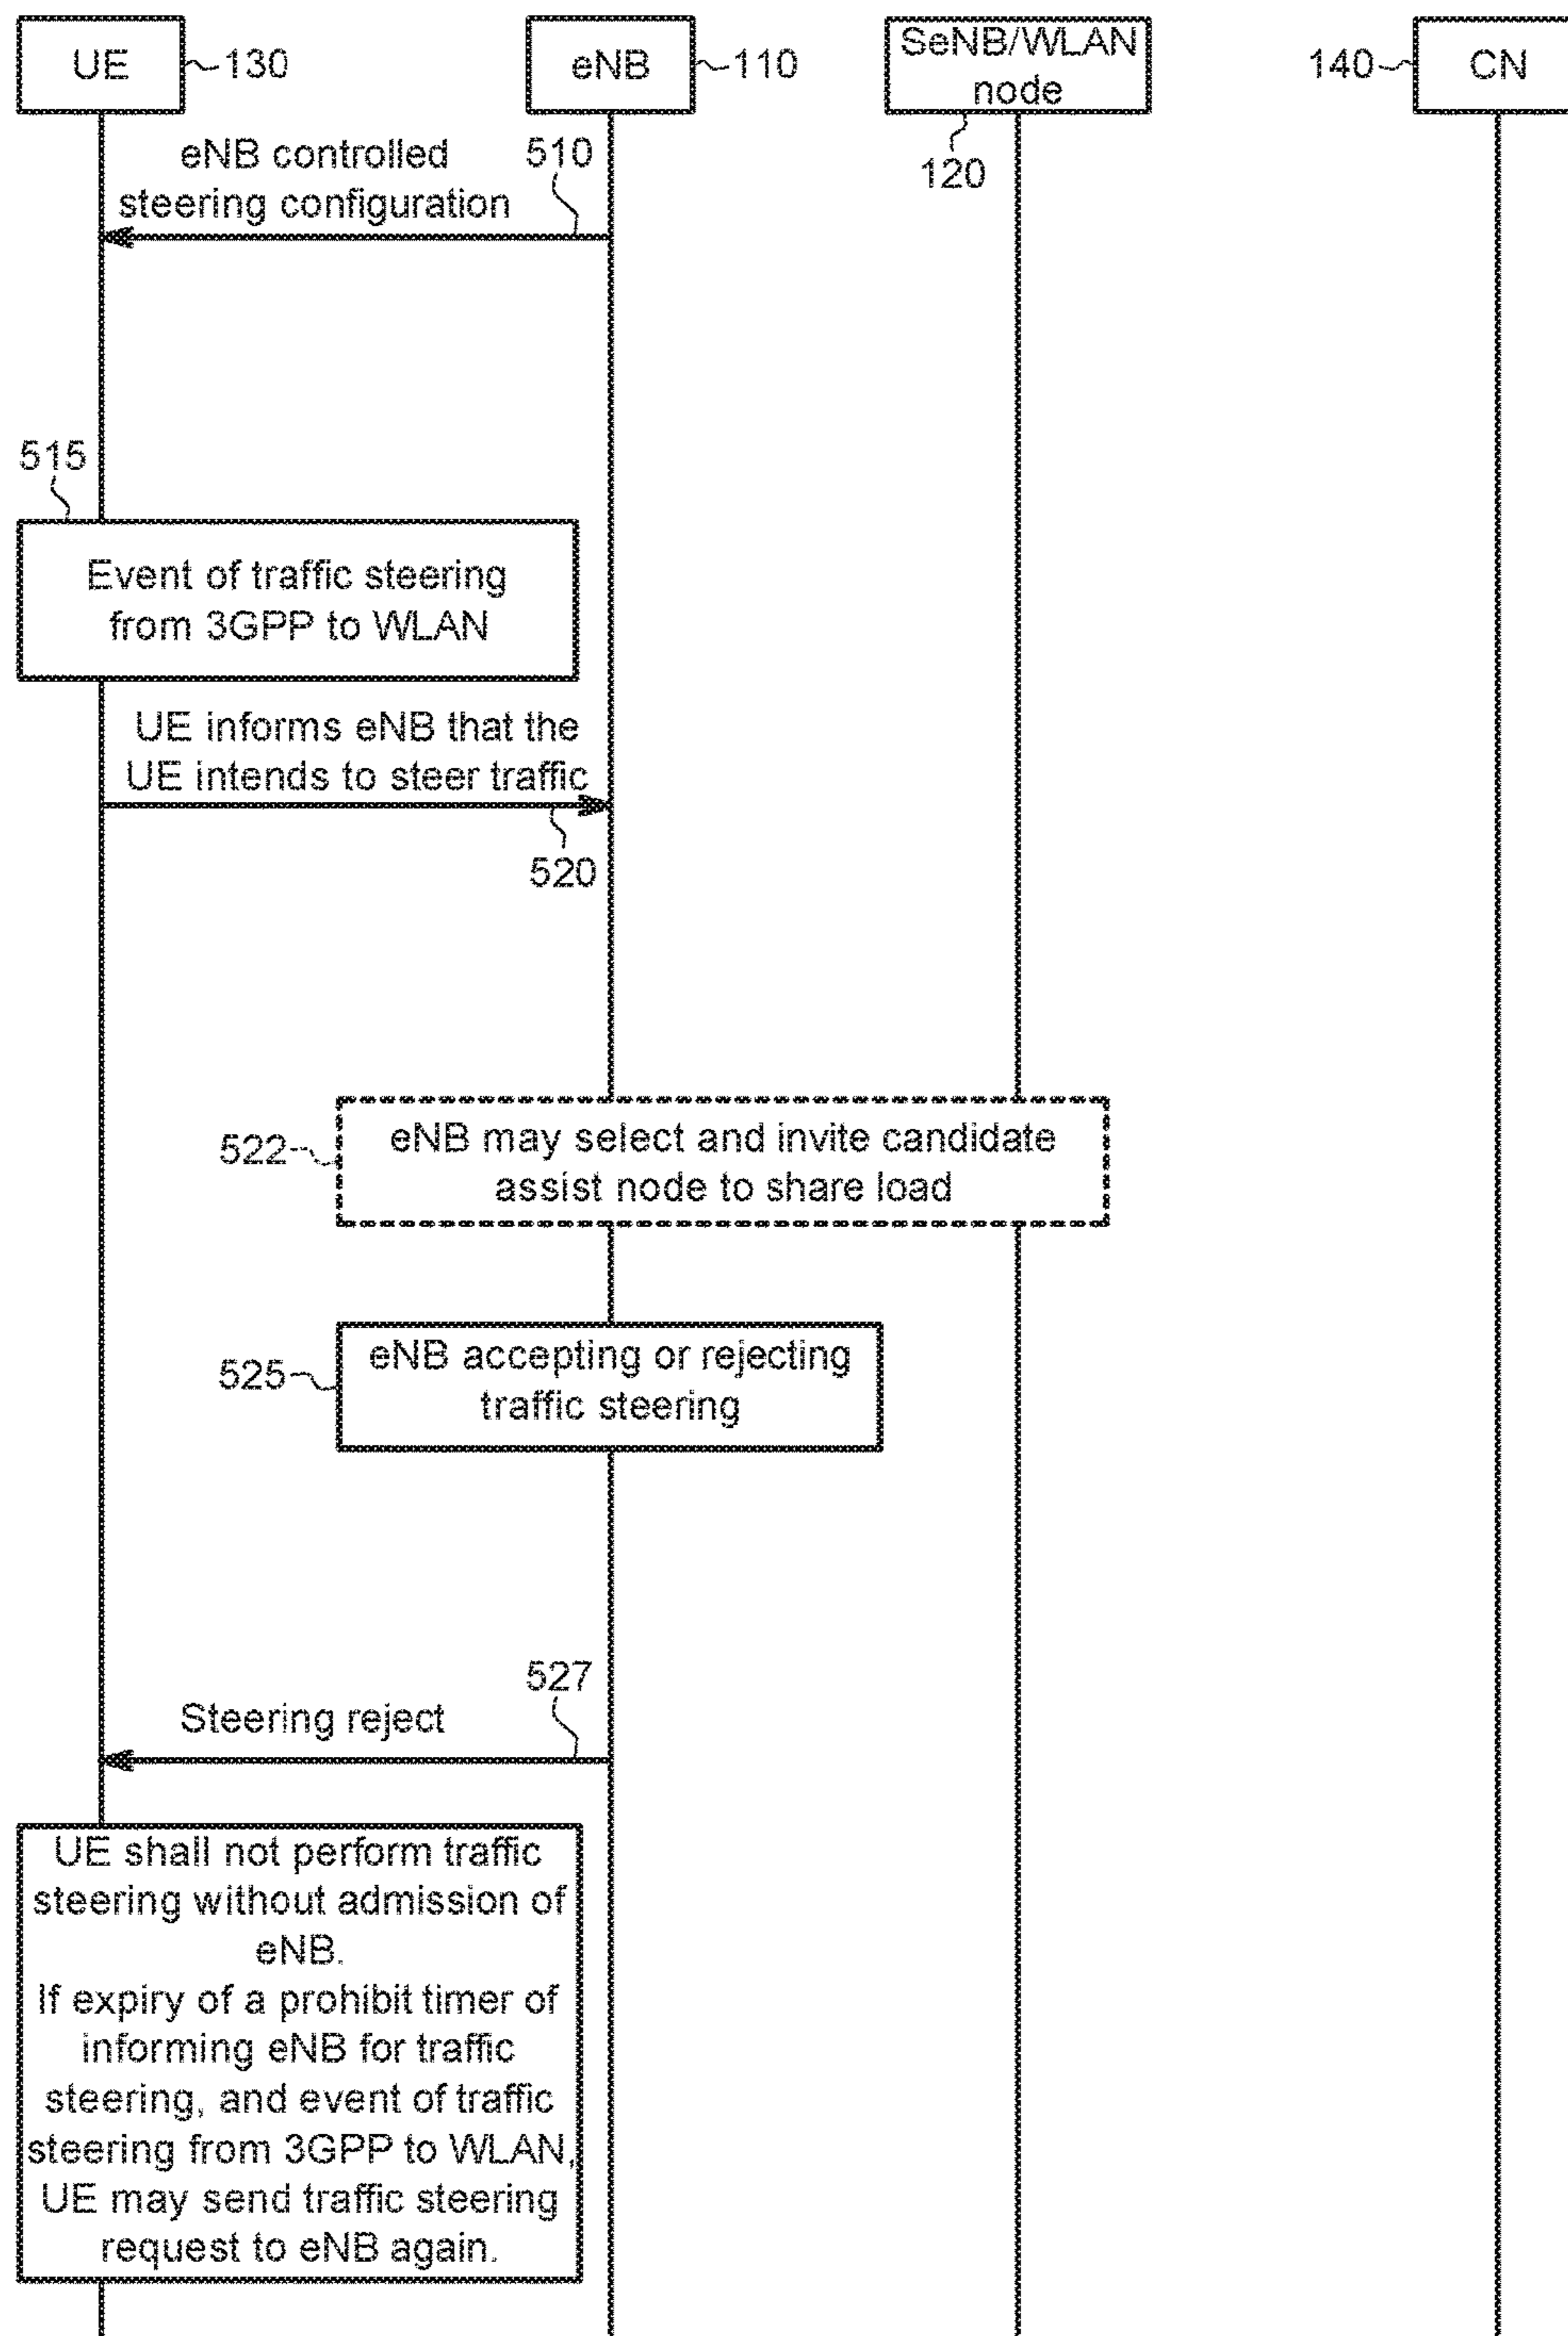 UE
130
eNB
110
SeNB/WLAN
node
120
140
CN
eNB controlled
steering configuration
510
515
Event of traffic steering
from 3GPP to WLAN
UE informs eNB that the
UE intends to steer traffic
520
522
eNB may select and invite candidate
assist node to share load
525
eNB accepting or rejecting
traffic steering
527
Steering reject
UE shall not perform traffic
steering without admission of
eNB.
If expiry of a prohibit timer of
informing eNB for traffic
steering, and event of traffic
steering from 3GPP to WLAN,
UE may send traffic steering
request to eNB again.